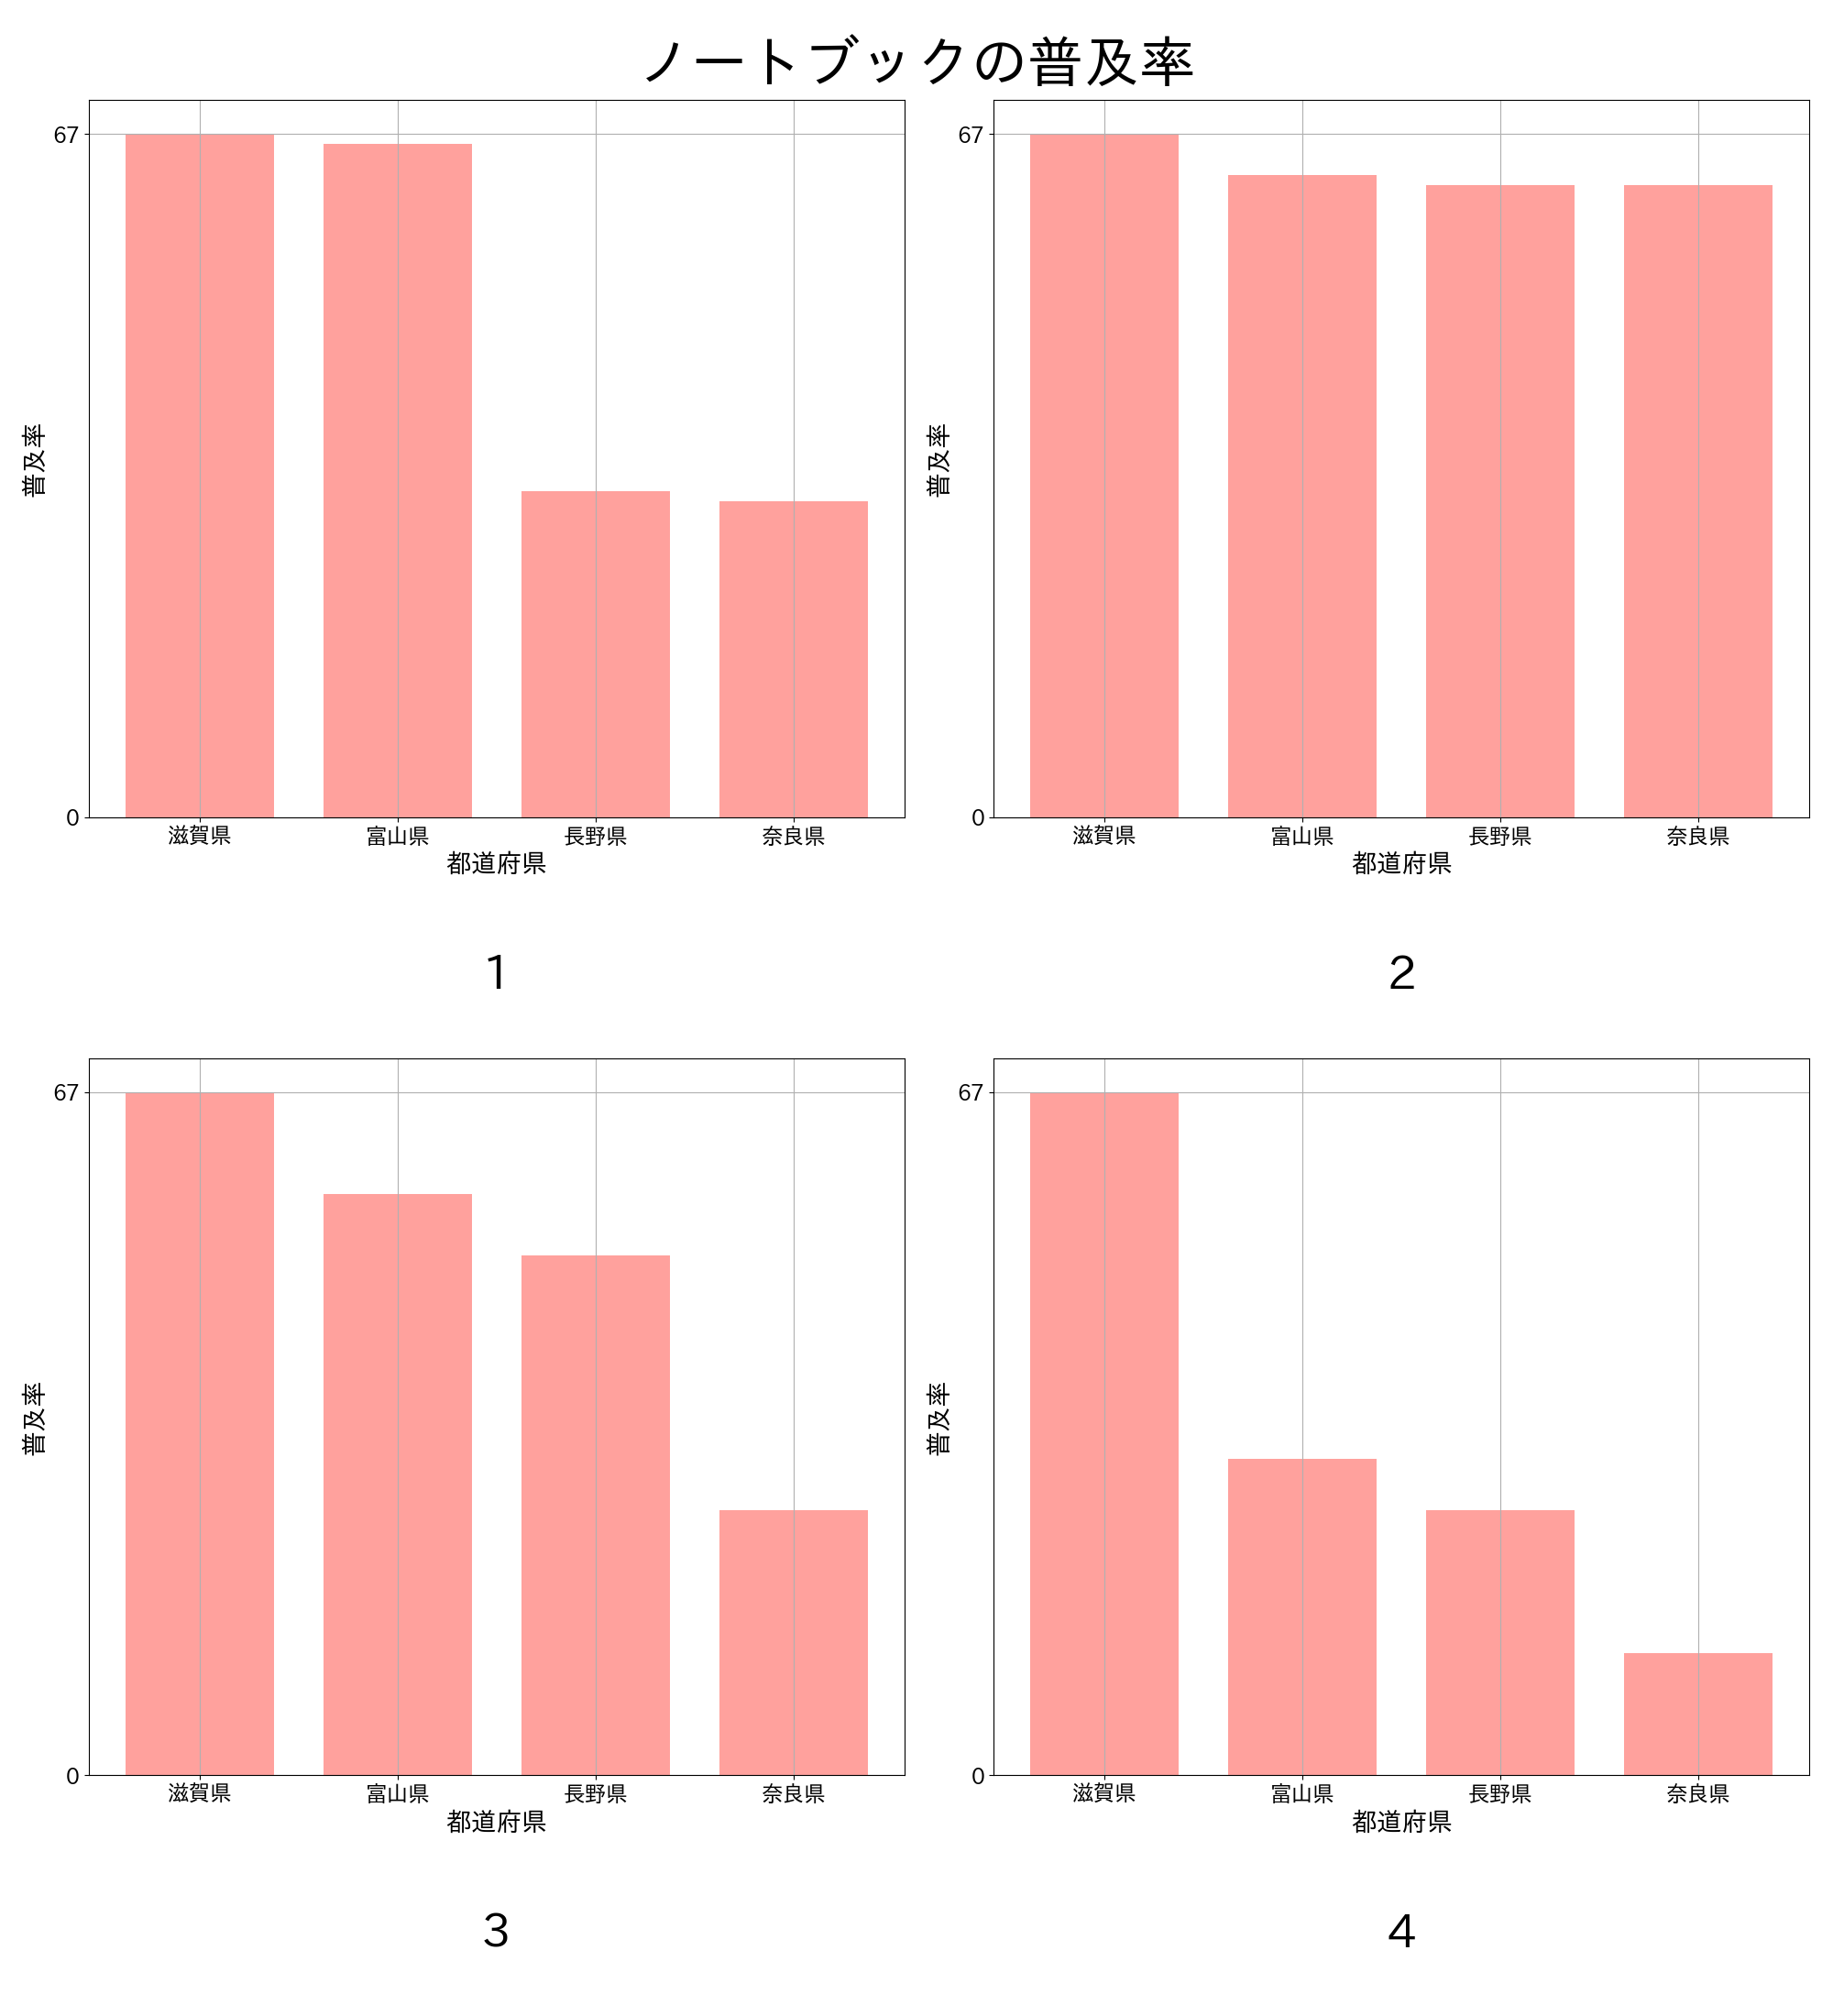 ノートブックの普及率
67
0
普及率
滋賀県 富山県 長野県 奈良県
都道府県
1
67
0
普及率
滋賀県 富山県 長野県 奈良県
都道府県
2
67
0
普及率
滋賀県 富山県 長野県 奈良県
都道府県
3
67
0
普及率
滋賀県 富山県 長野県 奈良県
都道府県
4